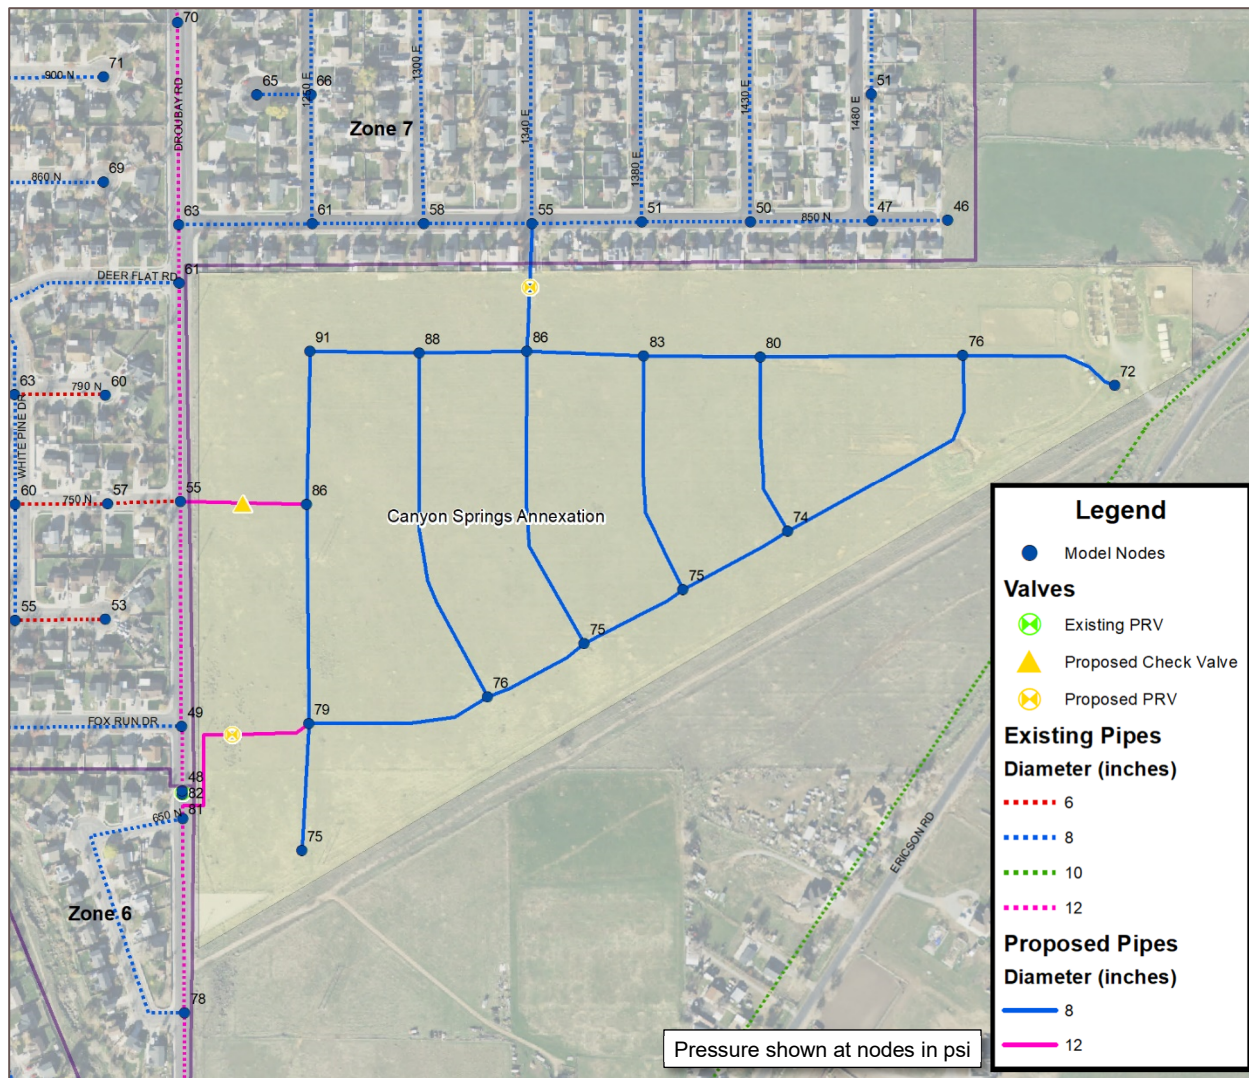 70
71
900 N
DROUBAY RD
65
66
1250 E
1300 E
Zone 7
1340 E
1380 E
1430 E
51
1480 E
69
860 N
63
61
58
55
51
50
850 N
47
46
DEER FLAT RD
61
91
88
86
83
80
76
72
63
790 N
60
WHITE PINE DR
60
750 N
57
55
86
Canyon Springs Annexation
74
75
55
53
75
76
FOX RUN DR
49
79
48
82
81
650 N
75
Zone 6
78
ERICSON RD
Legend
Model Nodes
Valves
Existing PRV
Proposed Check Valve
Proposed PRV
Existing Pipes
Diameter (inches)
6
8
10
12
Proposed Pipes
Diameter (inches)
8
12
Pressure shown at nodes in psi